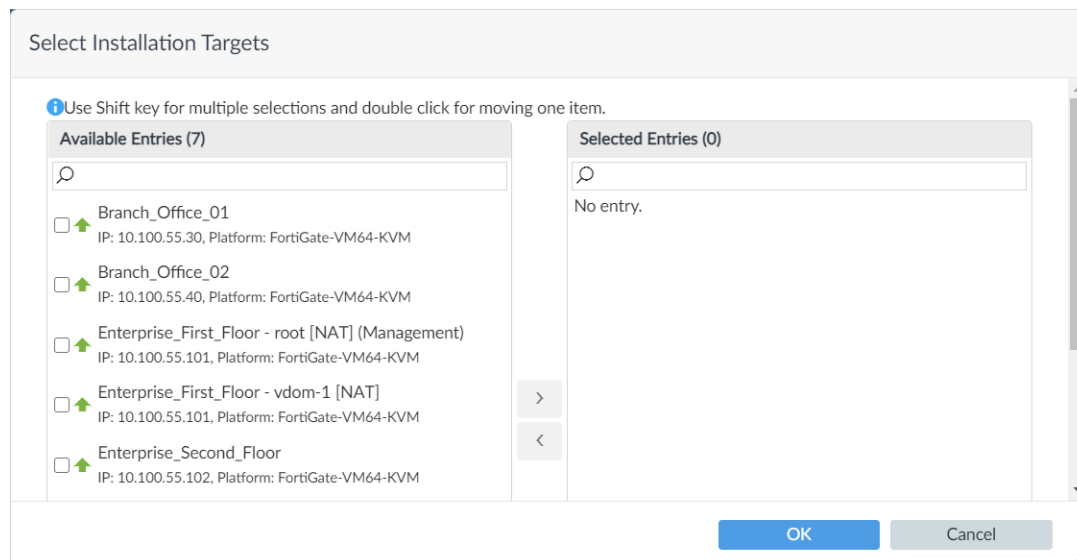 Select Installation Targets
Use Shift key for multiple selections and double click for moving one item.
Available Entries (7)
Selected Entries (0)
No entry.
Branch_Office_01
IP: 10.100.55.30, Platform: FortiGate-VM64-KVM
Branch_Office_02
IP: 10.100.55.40, Platform: FortiGate-VM64-KVM
Enterprise_First_Floor - root [NAT] (Management)
IP: 10.100.55.101, Platform: FortiGate-VM64-KVM
Enterprise_First_Floor - vdom-1 [NAT]
IP: 10.100.55.101, Platform: FortiGate-VM64-KVM
Enterprise_Second_Floor
IP: 10.100.55.102, Platform: FortiGate-VM64-KVM
OK
Cancel